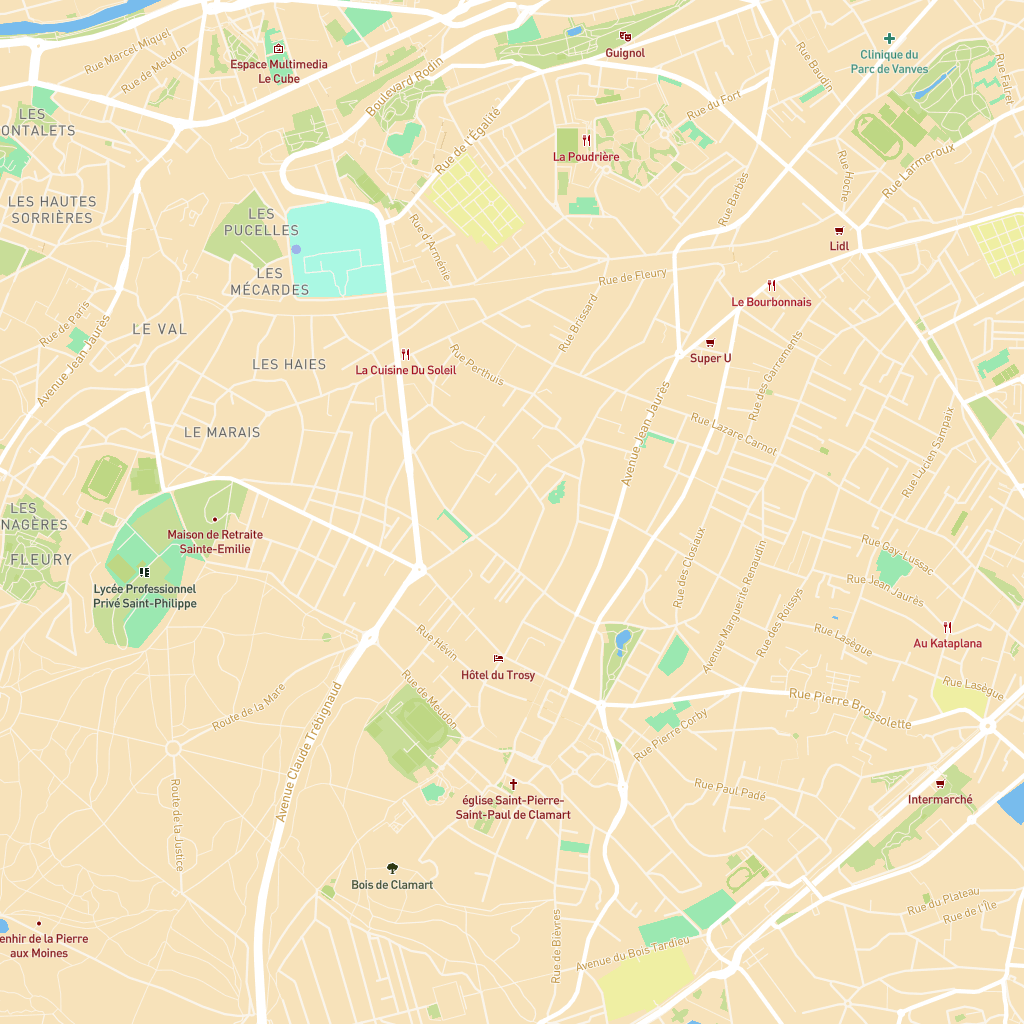 Rue Marcel Miquel
Rue de Meudon
Espace Multimedia
Le Cube
Boulevard Rodin
Guignol
Rue Baudin
Clinique du
Parc de Vanves
Rue Falret
LES
ONTALETS
Rue de l'Égalité
Rue du Fort
La Poudrière
Rue Hoche
Rue Larmeroux
LES HAUTES
SORRIÈRES
LES
PUCELLES
Rue d'Arménie
Rue Barbès
Lidl
LES
MÉCARDES
Rue de Fleury
Le Bourbonnais
Rue de Paris
LE VAL
Avenue Jean Jaurès
Rue Brissard
Super U
LES HAIES
La Cuisine Du Soleil
Rue Perthuis
Rue des Garrements
Avenue Jean Jaurès
LE MARAIS
Rue Lazare Carnot
Rue Lucien Sampaix
LES
NAGÈRES
FLEURY
Maison de Retraite
Sainte-Emilie
Lycée Professionnel
Privé Saint-Philippe
Rue des Closiaux
Avenue Marguerite Renaudin
Rue des Roissys
Rue Gay-Lussac
Rue Jean Jaurès
Rue Lasègue
Au Kataplana
Rue Hévin
Hôtel du Trosy
Rue de Meudon
Route de la Mare
Avenue Claude Trébignaud
Rue Lasègue
Rue Pierre Brossolette
Rue Pierre Corby
Route de la Justice
Rue Paul Padé
Intermarché
église Saint-Pierre-
Saint-Paul de Clamart
Bois de Clamart
enhir de la Pierre
aux Moines
Rue de Bièvres
Avenue du Bois Tardieu
Rue du Plateau
Rue de l'Île